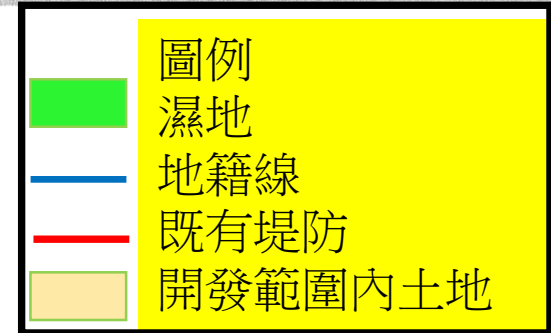 圖例
濕地
地籍線
既有堤防
開發範圍內土地